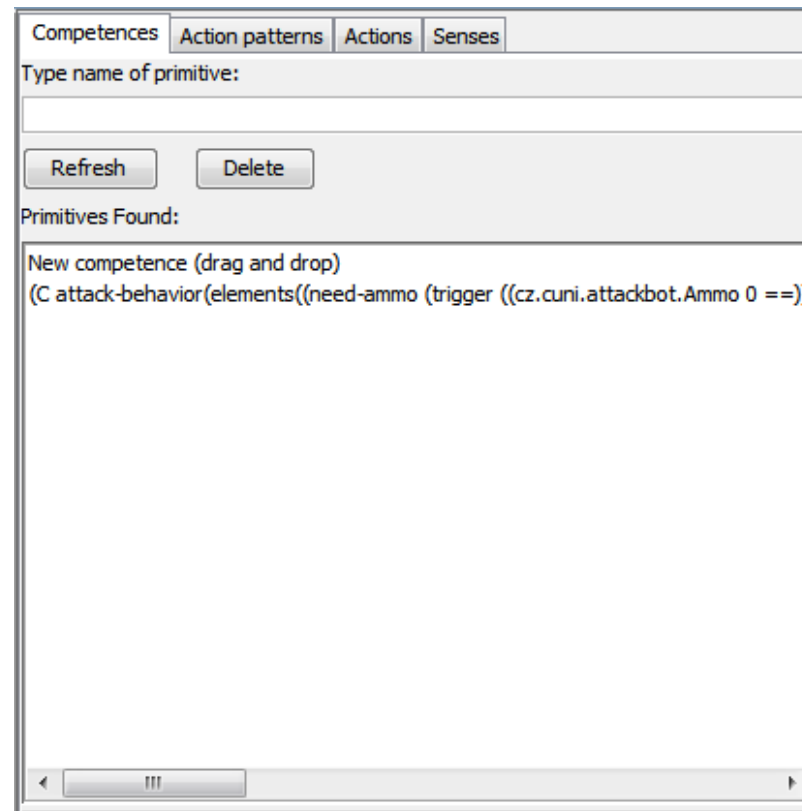 Competences Action patterns Actions Senses
Type name of primitive:
Refresh Delete
Primitives Found:
New competence (drag and drop)
(C attack-behavior(elements((need-ammo (trigger ((cz.cuni.attackbot.Ammo 0 ==)